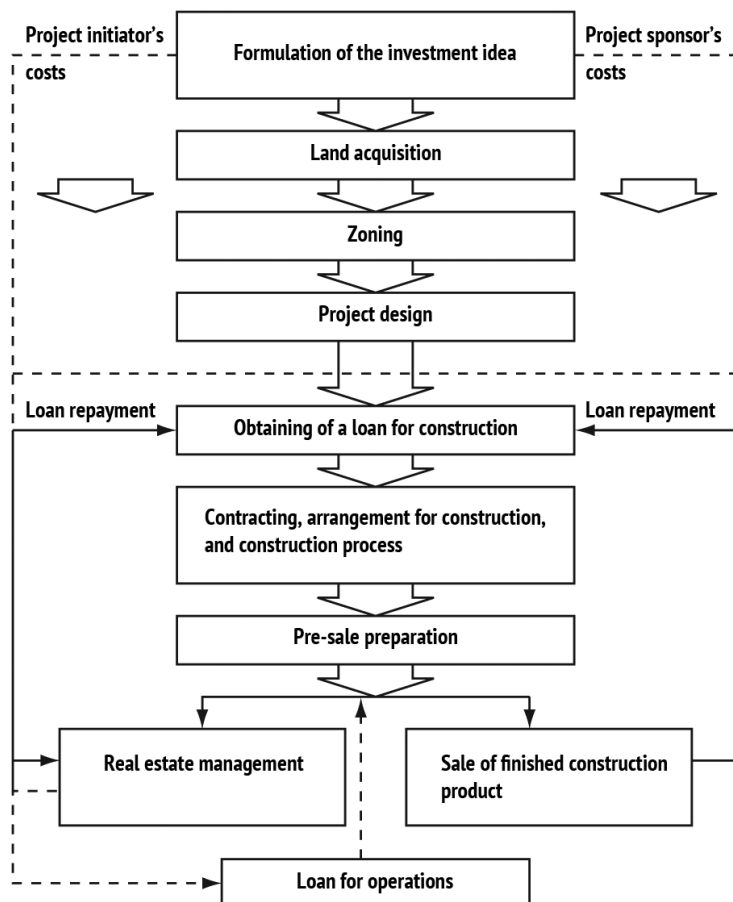 Project initiator's
costs
Formulation of the investment idea
Project sponsor's
costs
Land acquisition
Zoning
Project design
Loan repayment
Obtaining of a loan for construction
Loan repayment
Contracting, arrangement for construction,
and construction process
Pre-sale preparation
Real estate management
Sale of finished construction
product
Loan for operations